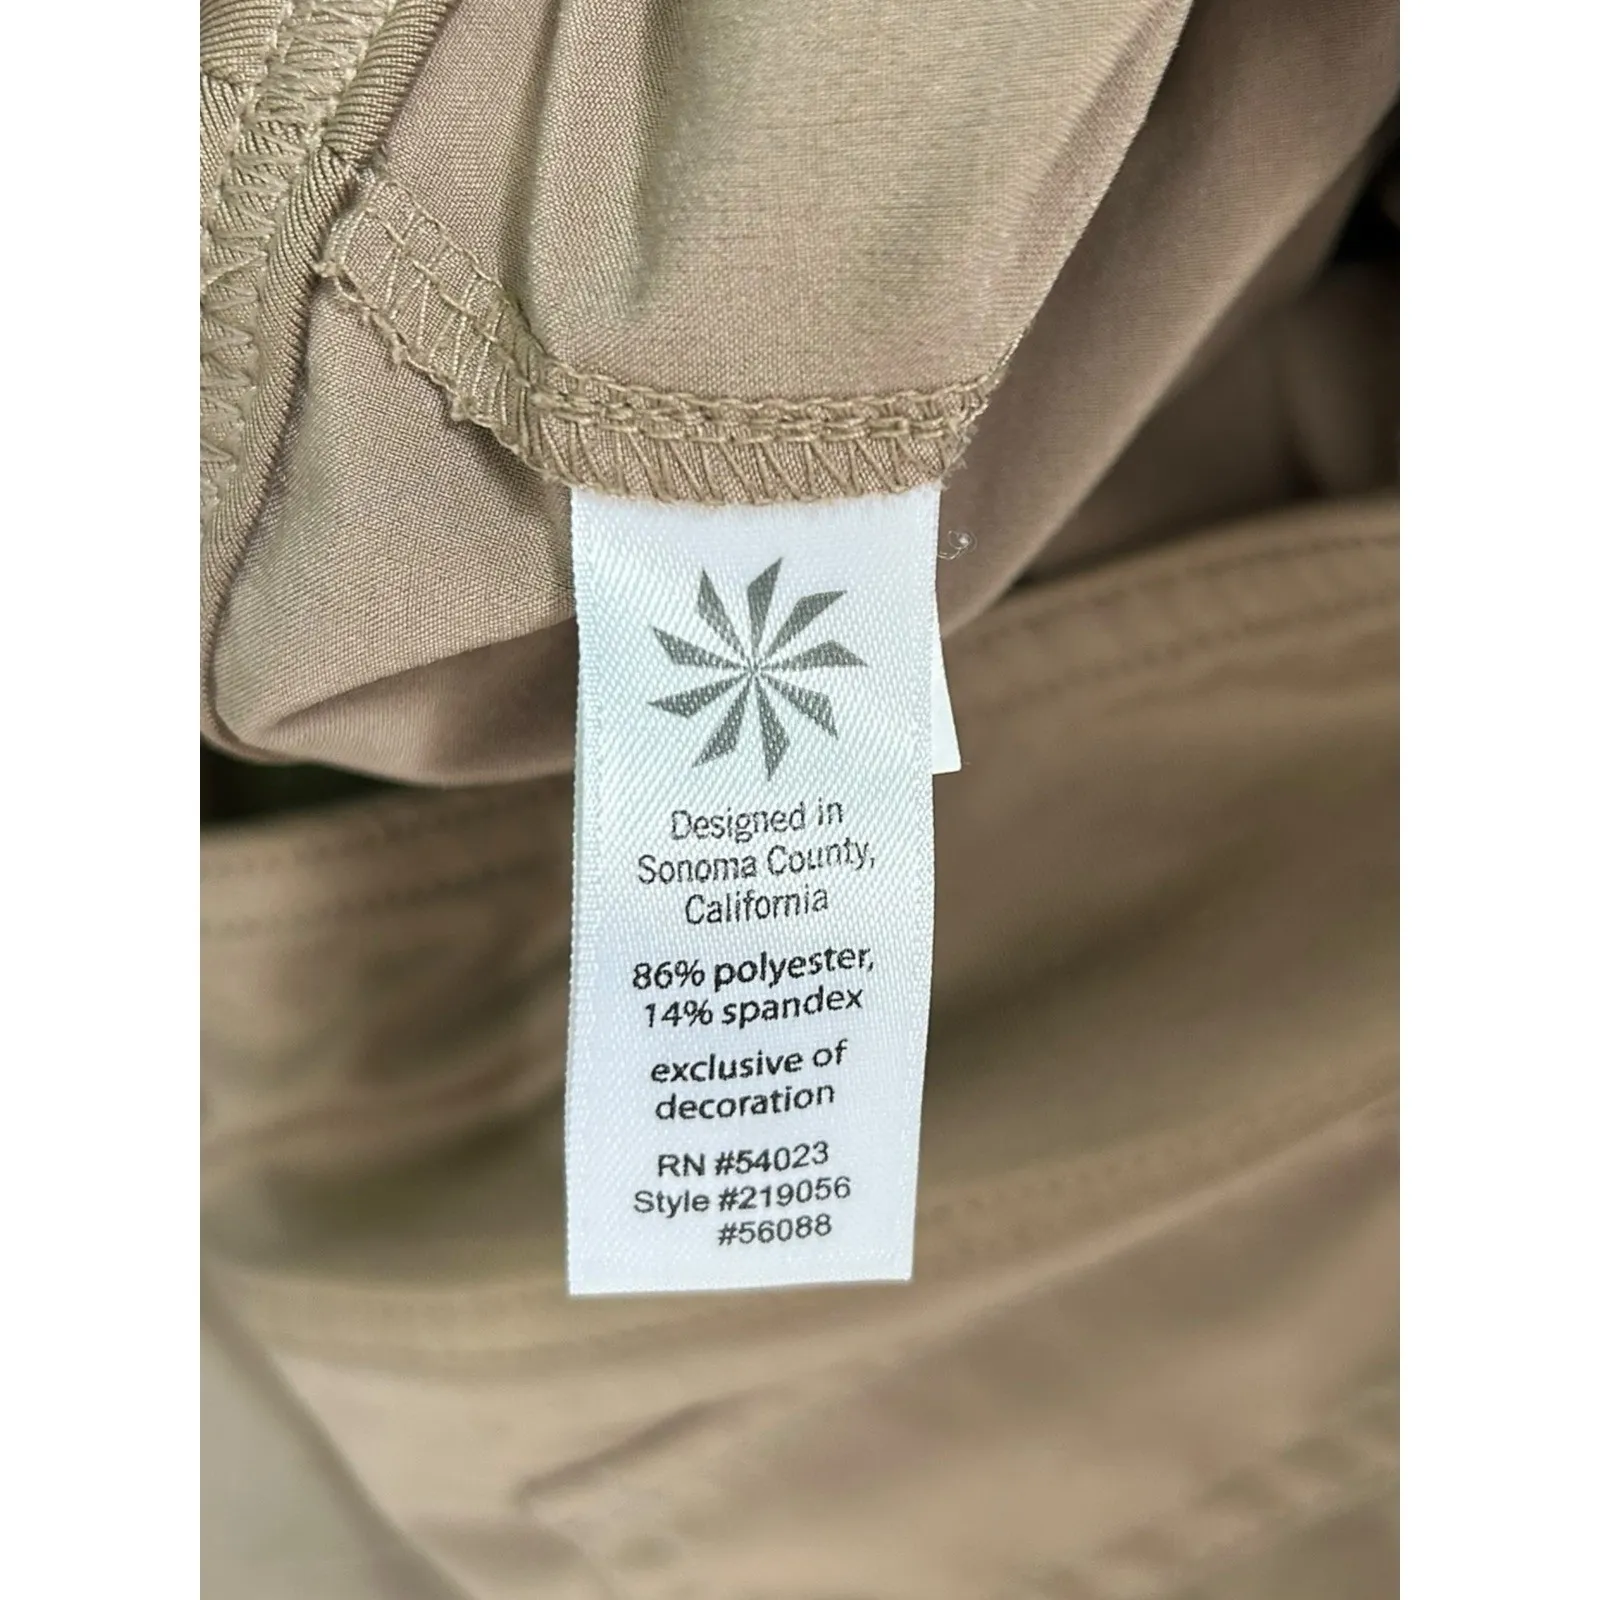 Designed in
Sonoma County,
California
86% polyester,
14% spandex
exclusive of
decoration
RN #54023
Style #219056
#56088